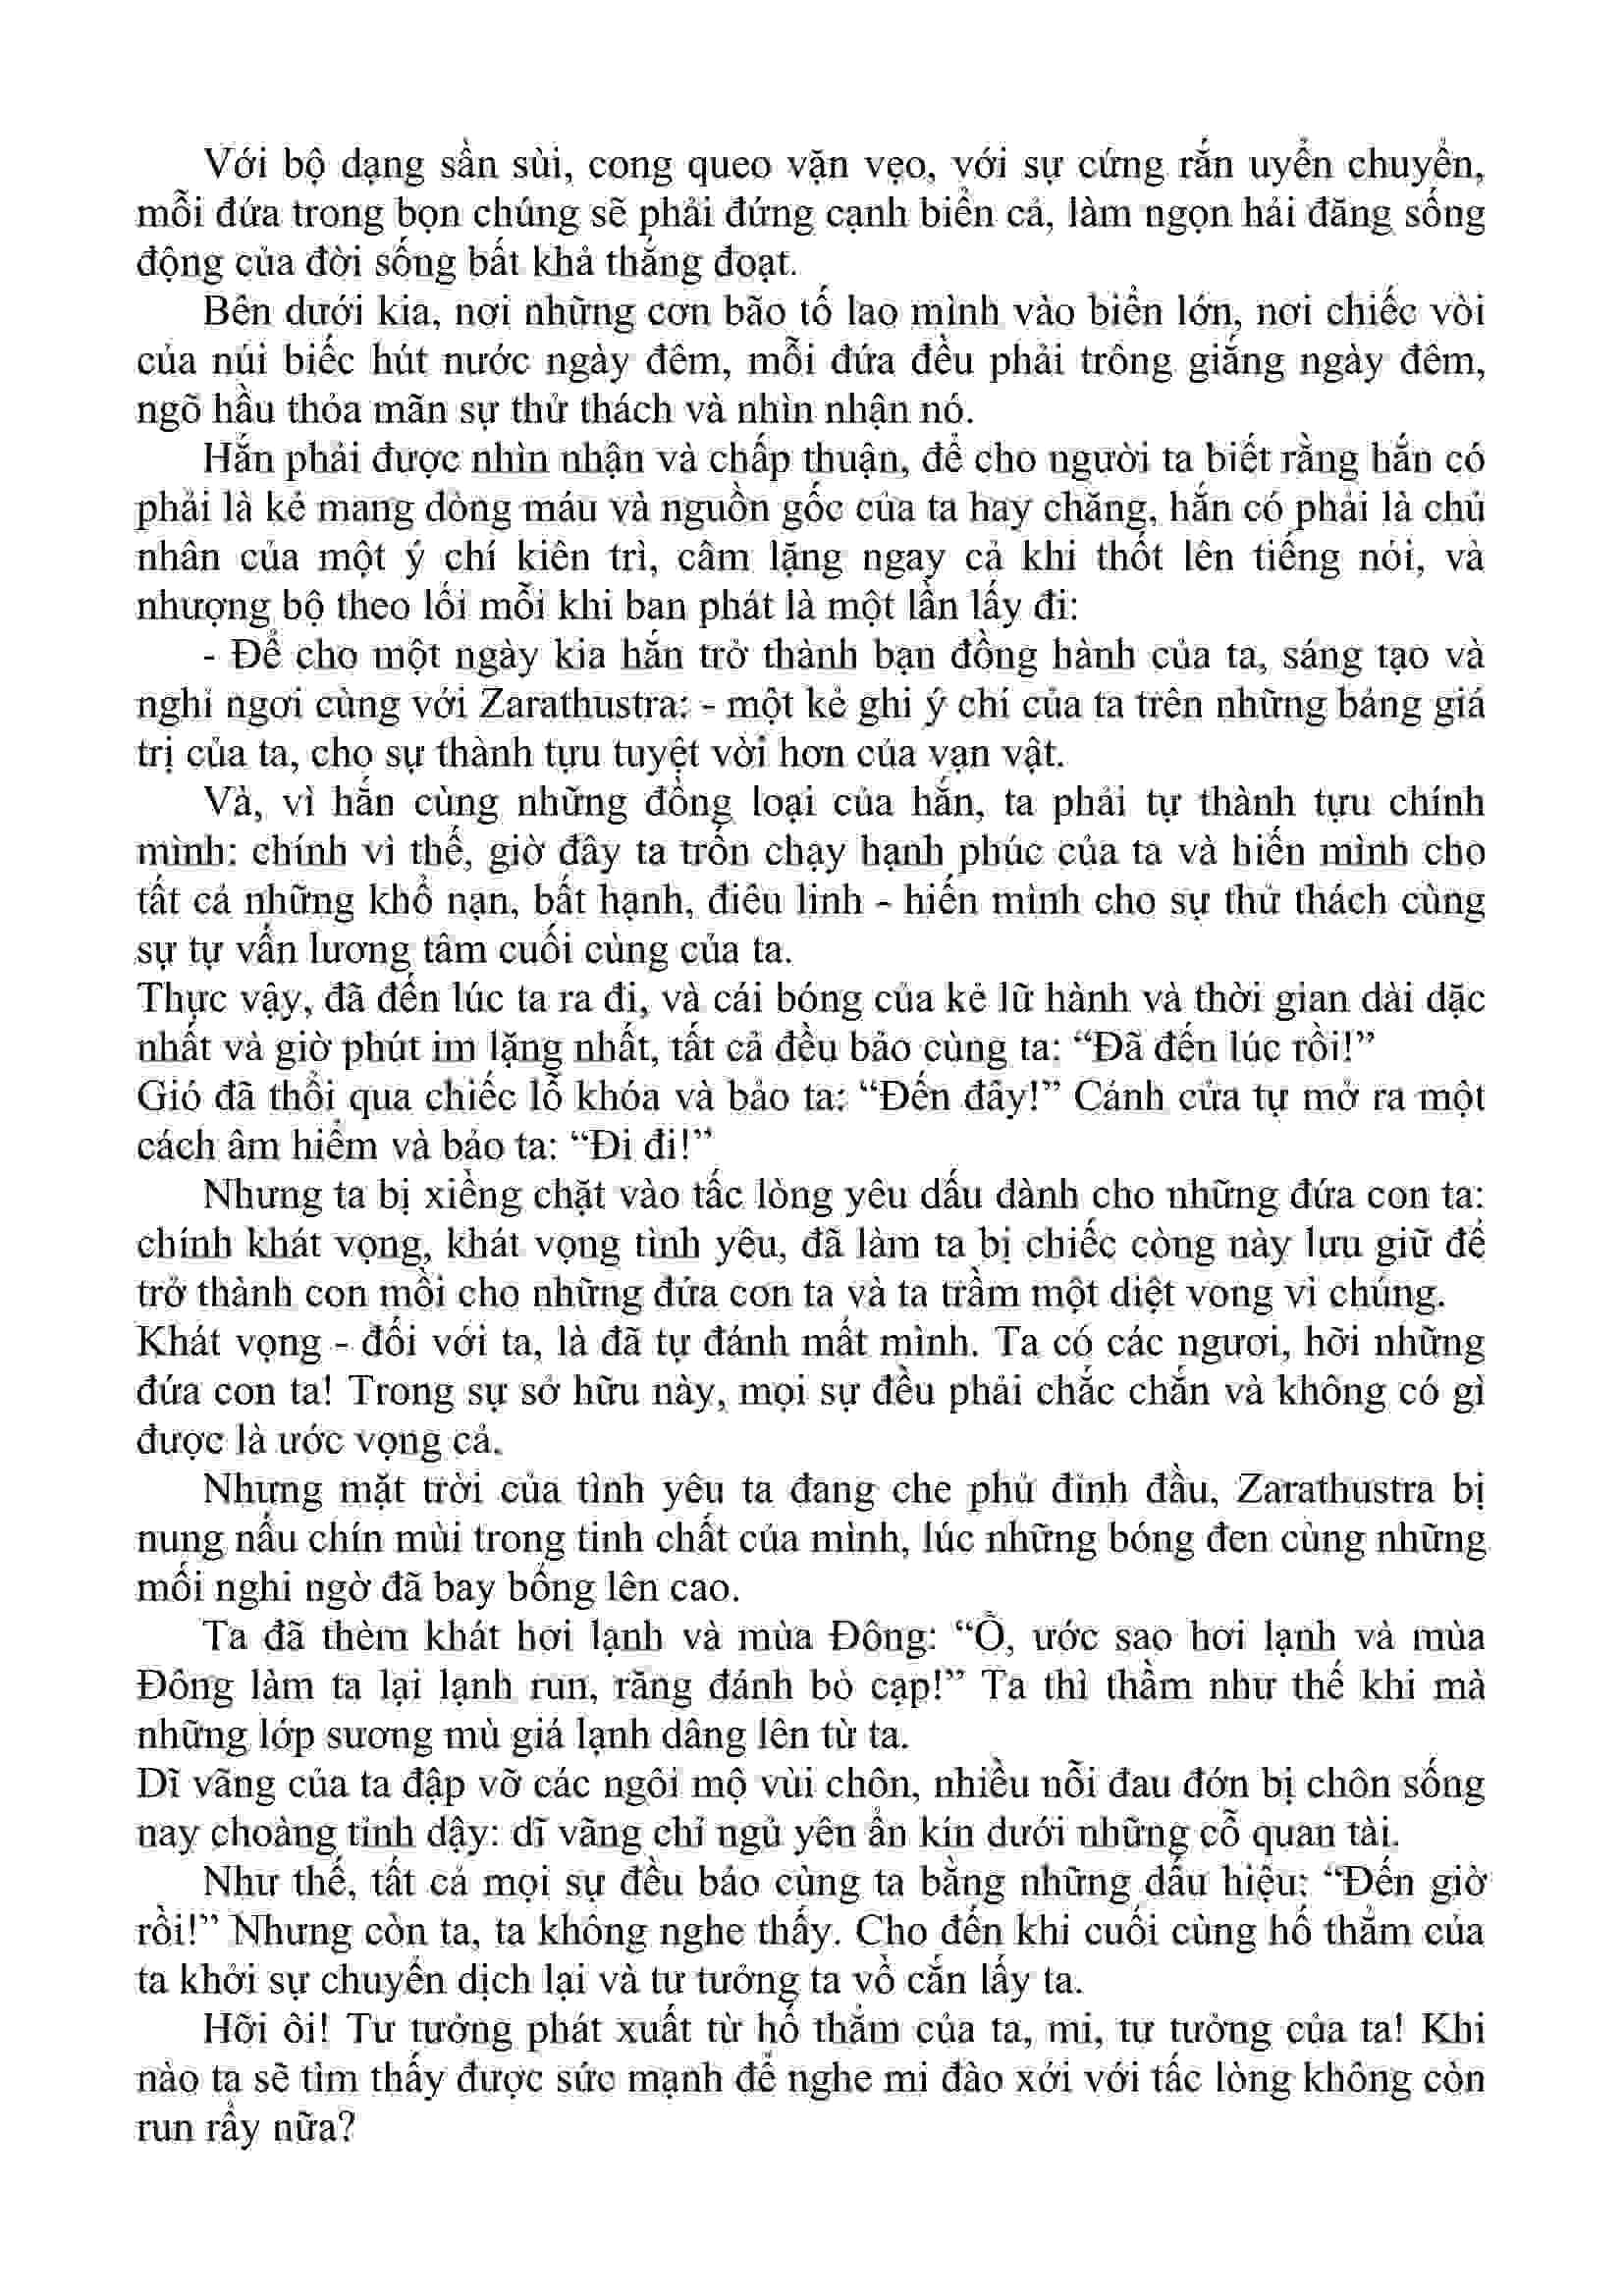 Với bộ dạng sần sùi, cong queo vặn vẹo, với sự cứng rắn uyển chuyển,
mỗi đứa trong bọn chúng sẽ phải đứng cạnh biển cả, làm ngọn hải đăng sống
động của đời sống bất khả thắng đoạt.
Bên dưới kia, nơi những cơn bão tố lao mình vào biển lớn, nơi chiếc vòi
của núi biếc hút nước ngày đêm, mỗi đứa đều phải trông giắng ngày đêm,
ngõ hầu thỏa mãn sự thử thách và nhìn nhận nó.
Hắn phải được nhìn nhận và chấp thuận, để cho người ta biết rằng hắn có
phải là kẻ mang dòng máu và nguồn gốc của ta hay chăng, hắn có phải là chủ
nhân của một ý chí kiên trì, câm lặng ngay cả khi thốt lên tiếng nói, và
nhượng bộ theo lối mỗi khi ban phát là một lần lấy đi:
- Để cho một ngày kia hắn trở thành bạn đồng hành của ta, sáng tạo và
nghỉ ngơi cùng với Zarathustra: - một kẻ ghi ý chí của ta trên những bảng giá
trị của ta, cho sự thành tựu tuyệt vời hơn của vạn vật.
Và, vì hắn cùng những đồng loại của hắn, ta phải tự thành tựu chính
mình: chính vì thế, giờ đây ta trốn chạy hạnh phúc của ta và hiến mình cho
tất cả những khổ nạn, bất hạnh, điêu linh - hiến mình cho sự thử thách cùng
sự tự vấn lương tâm cuối cùng của ta.
Thực vậy, đã đến lúc ta ra đi, và cái bóng của kẻ lữ hành và thời gian dài dặc
nhất và giờ phút im lặng nhất, tất cả đều bảo cùng ta: “Đã đến lúc rồi!”
Gió đã thổi qua chiếc lỗ khóa và bảo ta: “Đến đây!” Cánh cửa tự mở ra một
cách âm hiểm và bảo ta: “Đi đi!”
Nhưng ta bị xiềng chặt vào tấc lòng yêu dấu dành cho những đứa con ta:
chính khát vọng, khát vọng tình yêu, đã làm ta bị chiếc còng này lưu giữ để
trở thành con mồi cho những đứa con ta và ta trầm một diệt vong vì chúng.
Khát vọng - đối với ta, là đã tự đánh mất mình. Ta có các ngươi, hỡi những
đứa con ta! Trong sự sở hữu này, mọi sự đều phải chắc chắn và không có gì
được là ước vọng cả.
Nhưng mặt trời của tình yêu ta đang che phủ đỉnh đầu, Zarathustra bị
nung nấu chín mùi trong tinh chất của mình, lúc những bóng đen cùng những
mối nghi ngờ đã bay bổng lên cao.
Ta đã thèm khát hơi lạnh và mùa Đông: “Ồ, ước sao hơi lạnh và mùa
Đông làm ta lại lạnh run, răng đánh bò cạp!” Ta thì thầm như thế khi mà
những lớp sương mù giá lạnh dâng lên từ ta.
Dĩ vãng của ta đập vỡ các ngôi mộ vùi chôn, nhiều nỗi đau đớn bị chôn sống
nay choàng tỉnh dậy: dĩ vãng chỉ ngủ yên ẩn kín dưới những cỗ quan tài.
Như thế, tất cả mọi sự đều bảo cùng ta bằng những dấu hiệu: “Đến giờ
rồi!” Nhưng còn ta, ta không nghe thấy. Cho đến khi cuối cùng hố thẳm của
ta khởi sự chuyển dịch lại và tư tưởng ta vồ cắn lấy ta.
Hỡi ôi! Tư tưởng phát xuất từ hố thẳm của ta, mi, tư tưởng của ta! Khi
nào ta sẽ tìm thấy được sức mạnh để nghe mi đào xới với tấc lòng không còn
run rẩy nữa?